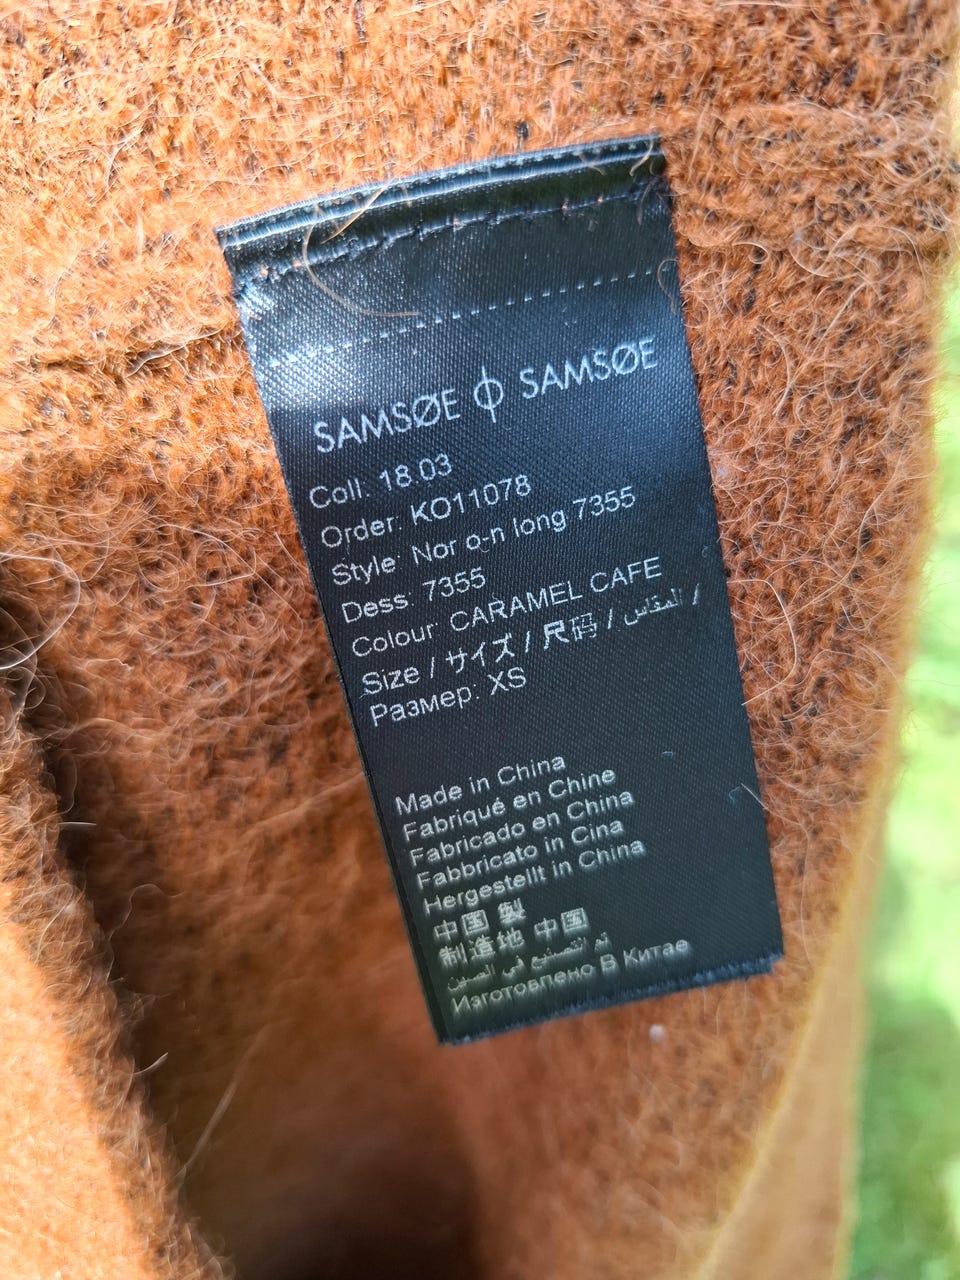 SAMSØE ϕ SAMSØE
Coll: 18.03
Order: KO11078
Style: Nor o-n long 7355
Dess: 7355
Colour: CARAMEL CAFE
Size / サイズ / 尺码 / المقاس /
Размер: XS
Made in China
Fabriqué en Chine
Fabricado en China
Fabbricato in Cina
Hergestellt in China
中国 製
制造地 中国
تم التصنيع في الصين
Изготовлено В Китае